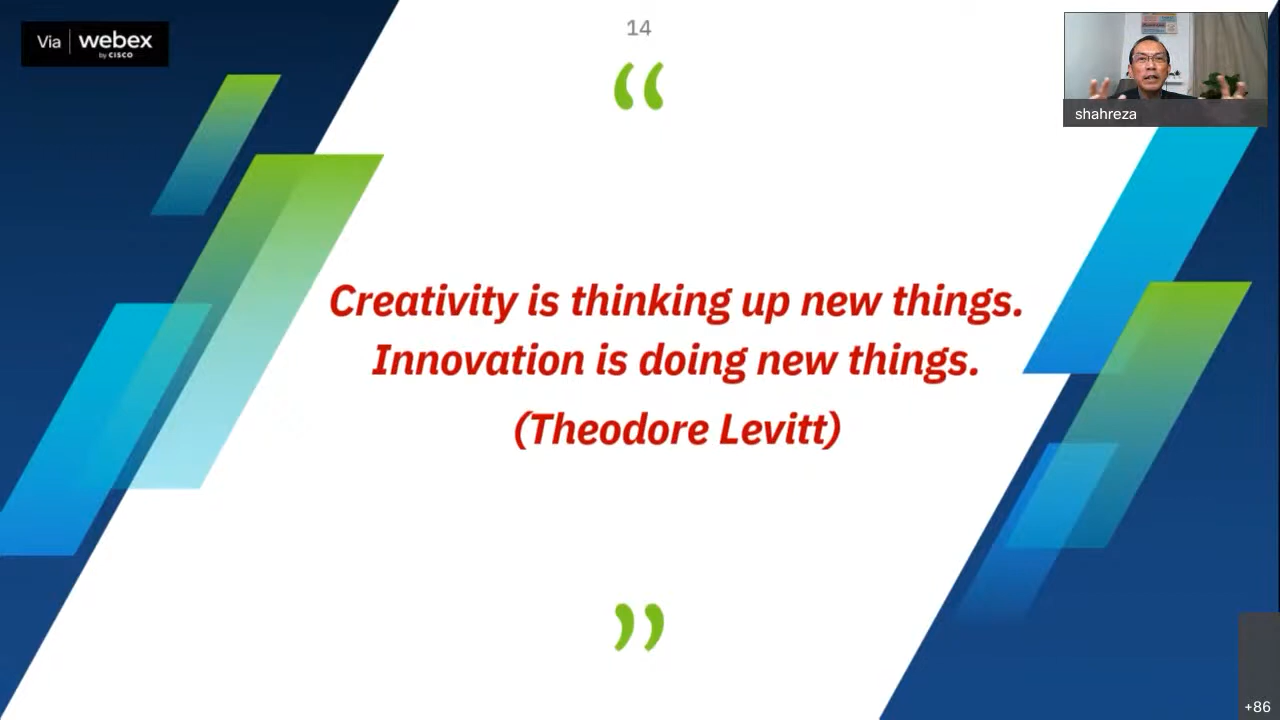 Via | webex
by CISCO
14
shahreza
“
Creativity is thinking up new things.
Innovation is doing new things.
(Theodore Levitt)
”
+86